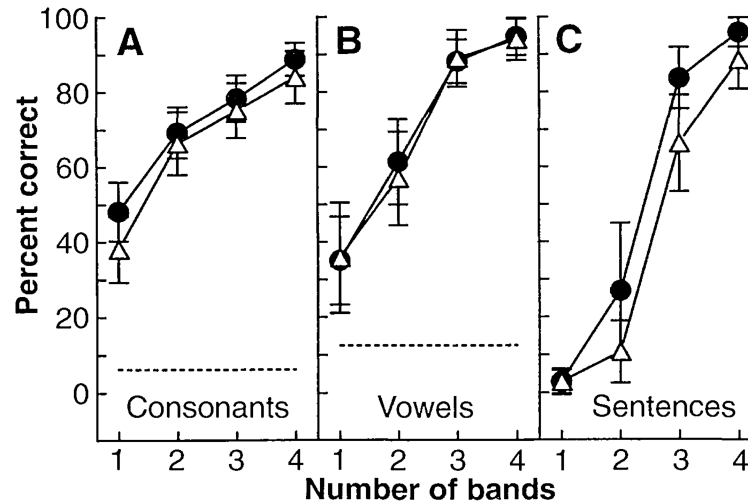 A
B
C
100
80
60
40
20
0
Percent correct
Consonants
Vowels
Sentences
1 2 3 4 1 2 3 4 1 2 3 4
Number of bands